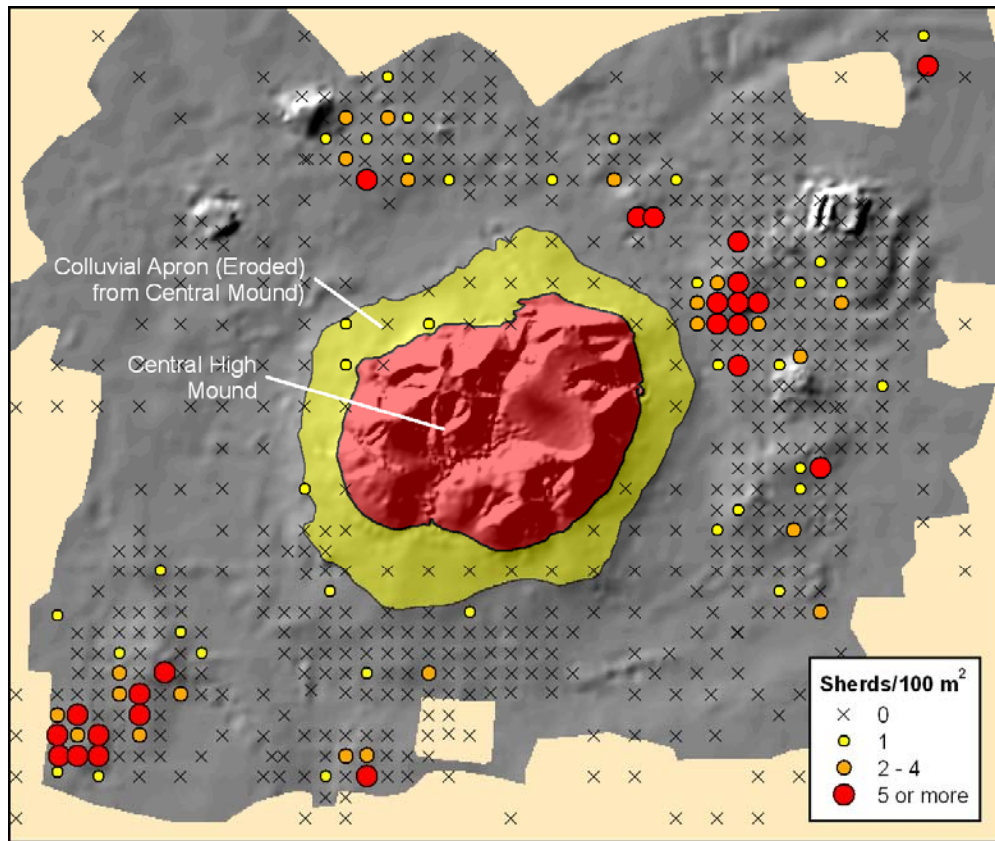 Colluvial Apron (Eroded)
from Central Mound)
Central High
Mound
Sherds/100 m²
0
1
2 - 4
5 or more